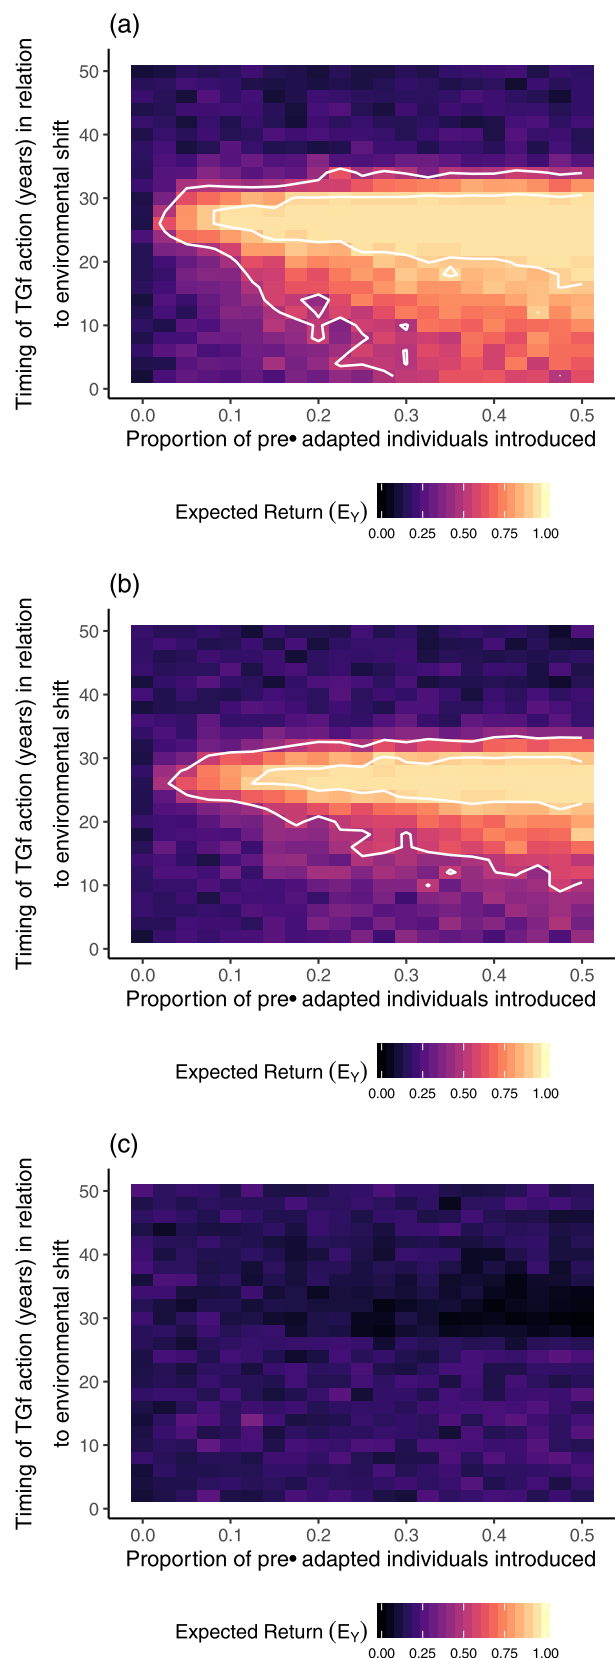 (a)
Timing of TGf action (years) in relation
to environmental shift
50
40
30
20
10
0
0.0 0.1 0.2 0.3 0.4 0.5
Proportion of pre• adapted individuals introduced
Expected Return (EY)
0.00 0.25 0.50 0.75 1.00
(b)
Timing of TGf action (years) in relation
to environmental shift
50
40
30
20
10
0
0.0 0.1 0.2 0.3 0.4 0.5
Proportion of pre• adapted individuals introduced
Expected Return (EY)
0.00 0.25 0.50 0.75 1.00
(c)
Timing of TGf action (years) in relation
to environmental shift
50
40
30
20
10
0
0.0 0.1 0.2 0.3 0.4 0.5
Proportion of pre• adapted individuals introduced
Expected Return (EY)
0.00 0.25 0.50 0.75 1.00